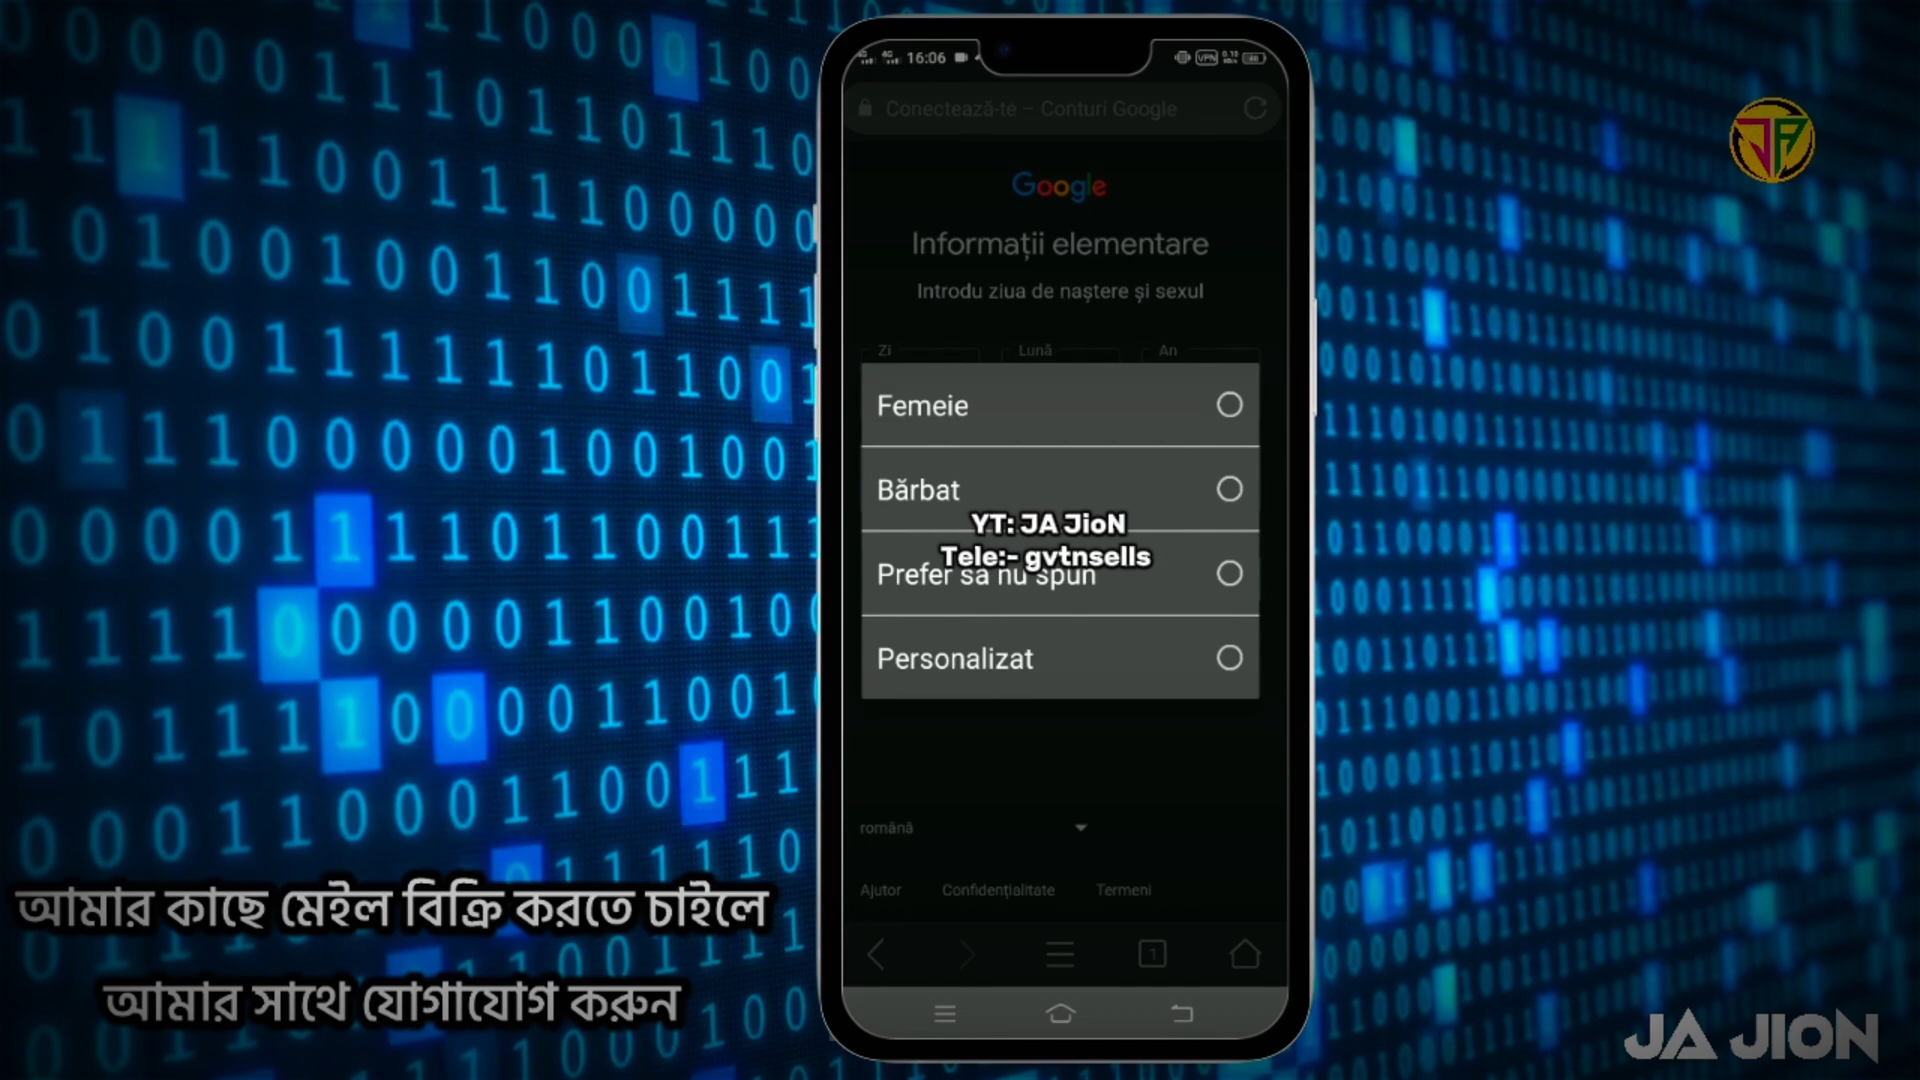 16:06
VPN
Conectează-te – Conturi Google
Google
Informații elementare
Introdu ziua de naștere și sexul
Zi Lună An
Femeie
Bărbat
YT: JA JioN
Tele:- gvtnsells
Prefer să nu spun
Personalizat
română
Ajutor Confidențialitate Termeni
1
আমার কাছে মেইল বিক্রি করতে চাইলে
আমার সাথে যোগাযোগ করুন
JA JION